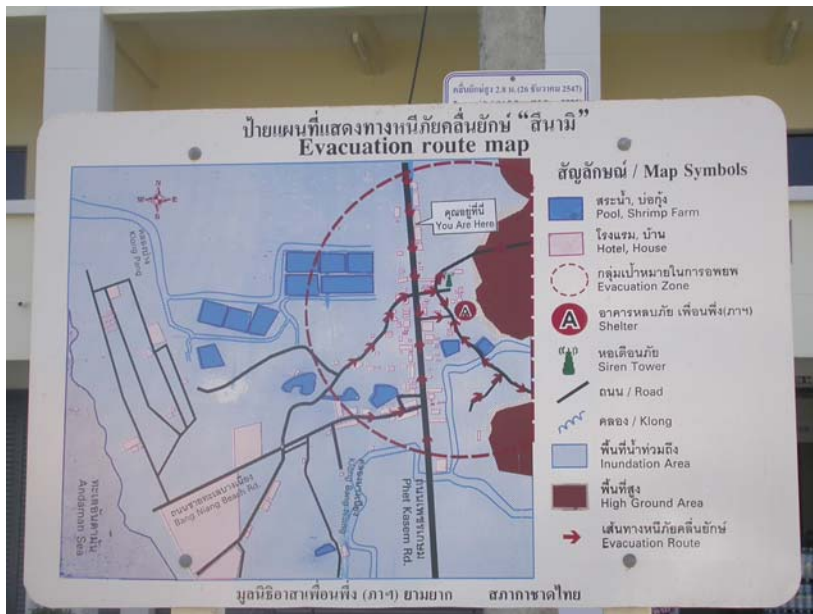 คลื่นยักษ์สูง 2.8 ม. (26 ธันวาคม 2547)
ป้ายแผนที่แสดงทางหนีภัยคลื่นยักษ์ “สึนามิ”
Evacuation route map
สัญลักษณ์ / Map Symbols
สระน้ำ, บ่อกุ้ง
Pool, Shrimp Farm
โรงแรม, บ้าน
Hotel, House
กลุ่มเป้าหมายในการอพยพ
Evacuation Zone
A
อาคารหลบภัย เพื่อนพึ่ง(ภาฯ)
Shelter
หอเตือนภัย
Siren Tower
ถนน / Road
คลอง / Klong
พื้นที่น้ำท่วมถึง
Inundation Area
พื้นที่สูง
High Ground Area
เส้นทางหนีภัยคลื่นยักษ์
Evacuation Route
คุณอยู่ที่นี่
You Are Here
A
Klong Pang
ถนนชายทะเลบางเนียง
Bang Niang Beach Rd.
Klong Bang Niang
ถนนเพชรเกษม
Phet Kasem Rd.
ทะเลอันดามัน
Andaman Sea
มูลนิธิอาสาเพื่อนพึ่ง (ภาฯ) ยามยาก สภากาชาดไทย